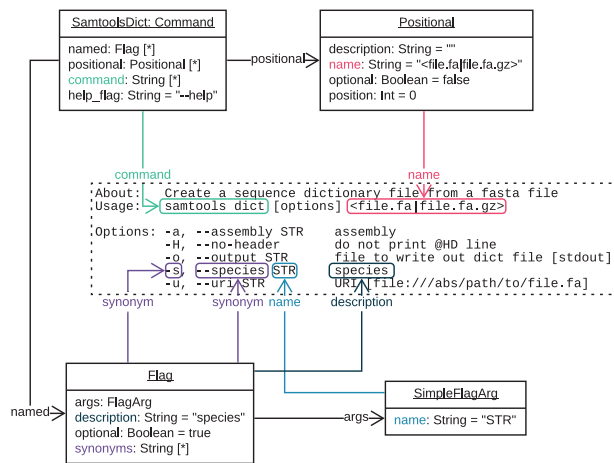 SamtoolsDict: Command
named: Flag [*]
positional: Positional [*]
command: String [*]
help_flag: String = "--help"
positional
Positional
description: String = ""
name: String = "<file.fa|file.fa.gz>"
optional: Boolean = false
position: Int = 0
command
name
About: Create a sequence dictionary file from a fasta file
Usage: samtools dict [options] <file.fa|file.fa.gz>
Options: -a, --assembly STR assembly
-H, --no-header do not print @HD line
-o, --output STR file to write out dict file [stdout]
-s, --species STR species
-u, --uri STR URI [file:///abs/path/to/file.fa]
synonym synonym name description
Flag
args: FlagArg
description: String = "species"
optional: Boolean = true
synonyms: String [*]
named
args
SimpleFlagArg
name: String = "STR"